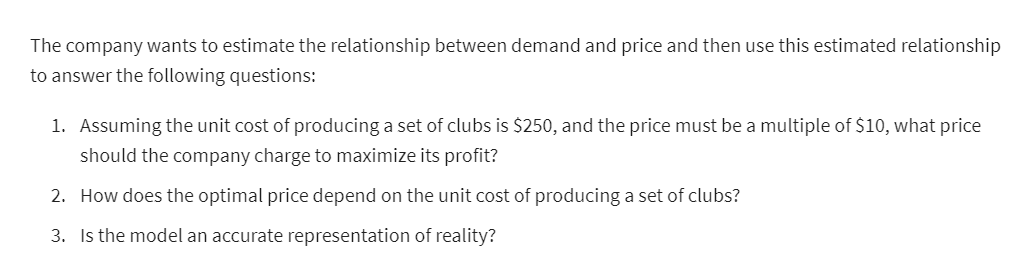 The company wants to estimate the relationship between demand and price and then use this estimated relationship
to answer the following questions:
1. Assuming the unit cost of producing a set of clubs is $250, and the price must be a multiple of $10, what price
should the company charge to maximize its profit?
2. How does the optimal price depend on the unit cost of producing a set of clubs?
3. Is the model an accurate representation of reality?